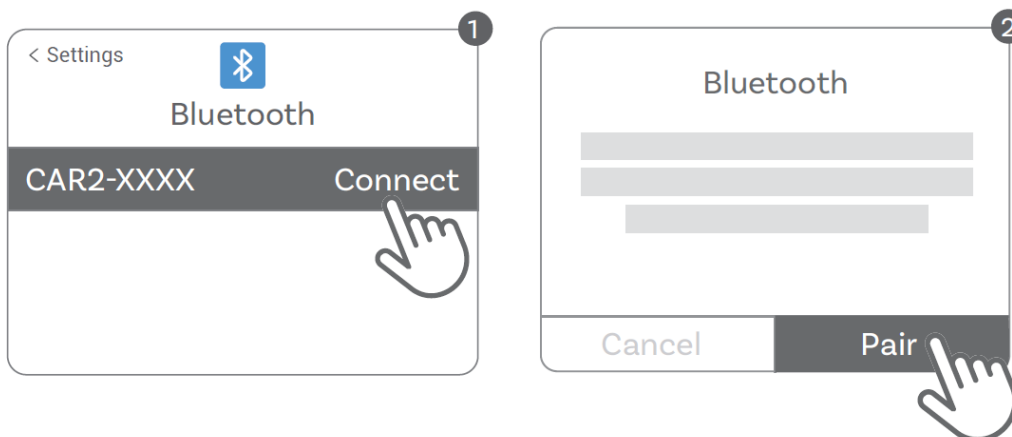 1
< Settings
Bluetooth
CAR2-XXXX Connect
2
Bluetooth
Cancel Pair